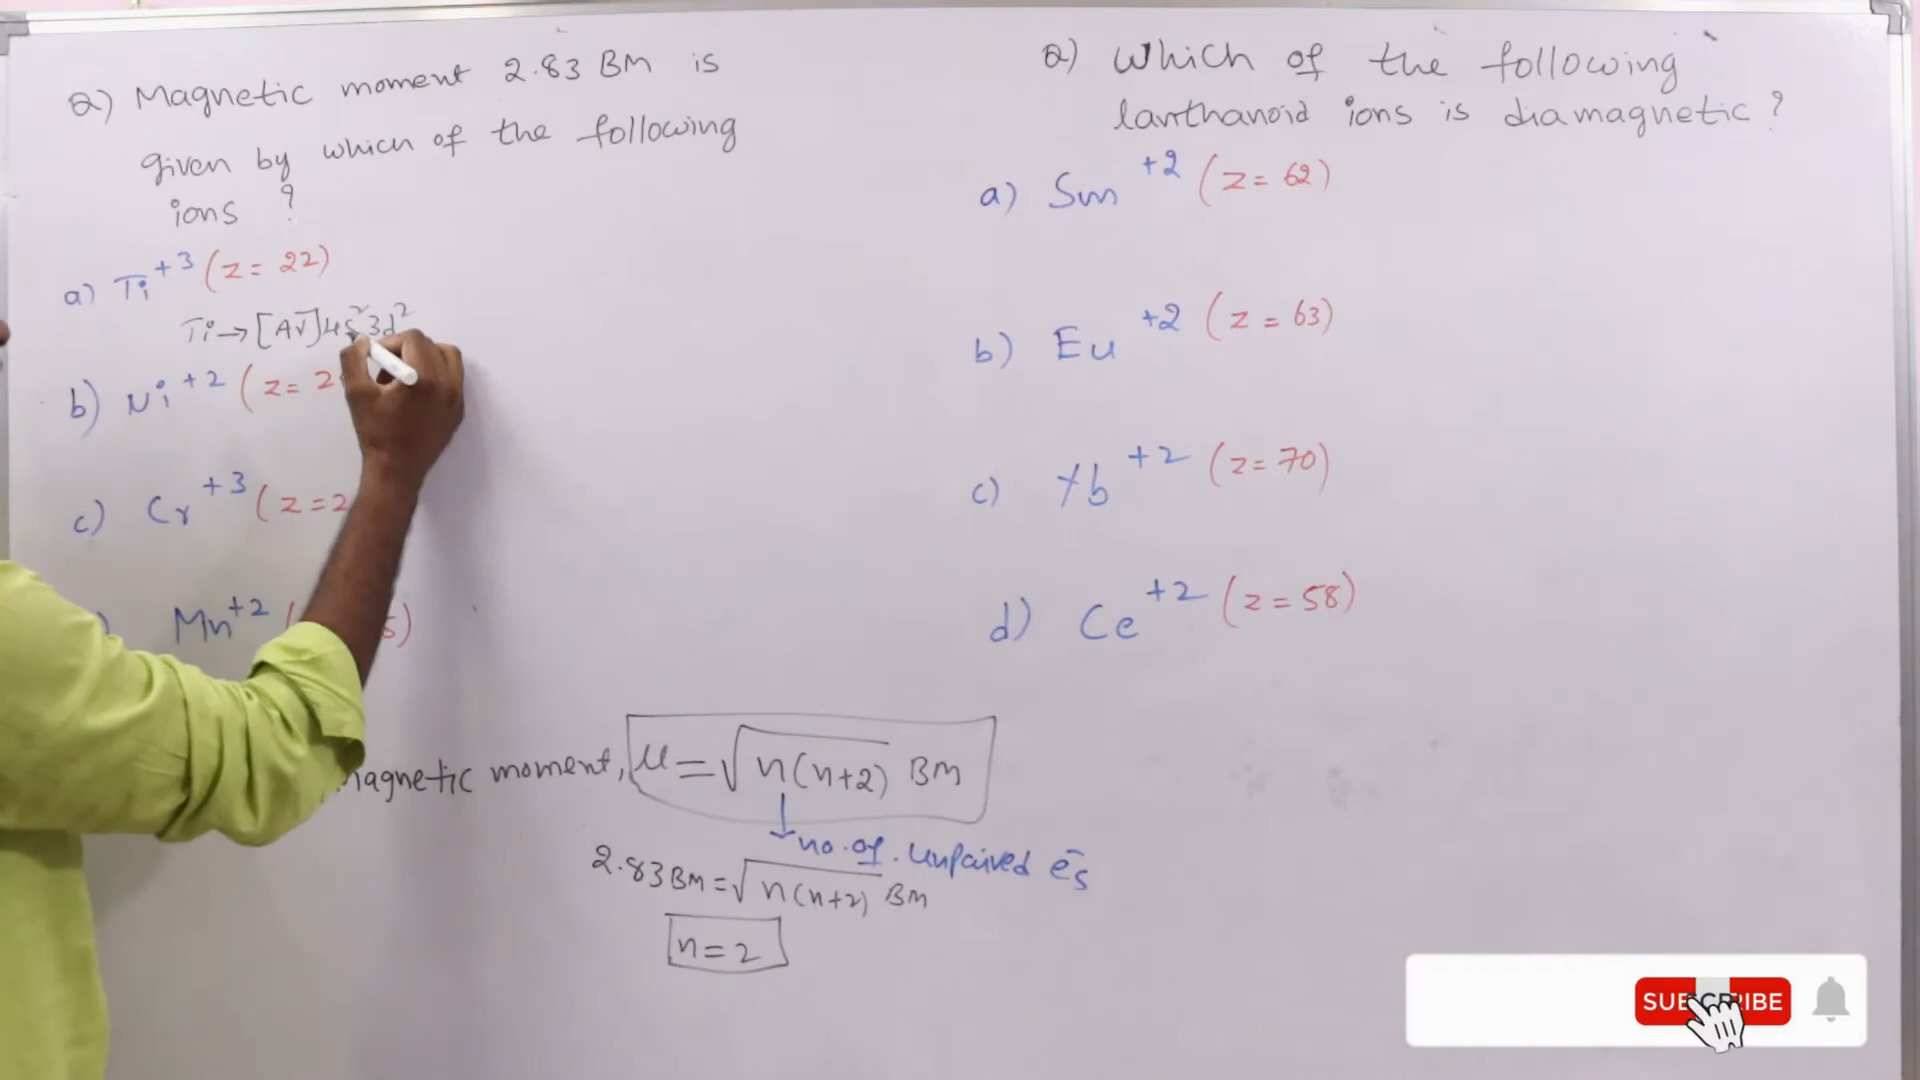 Q) Magnetic moment 2.83 BM is
given by which of the following
ions ?
a) Ti +3 (Z= 22)
Ti → [Ar] 4s² 3d²
b) Ni +2 (Z= 2
c) Cr +3 (Z=2
) Mn+2 ( 5)
magnetic moment, μ = √n(n+2) BM
no. of. unpaired e̅s
2.83 BM = √n(n+2) BM
n = 2
Q) Which of the following
lanthanoid ions is diamagnetic ?
a) Sm +2 (Z= 62)
b) Eu +2 (Z = 63)
c) Yb +2 (Z= 70)
d) Ce +2 (Z = 58)
SUBSCRIBE